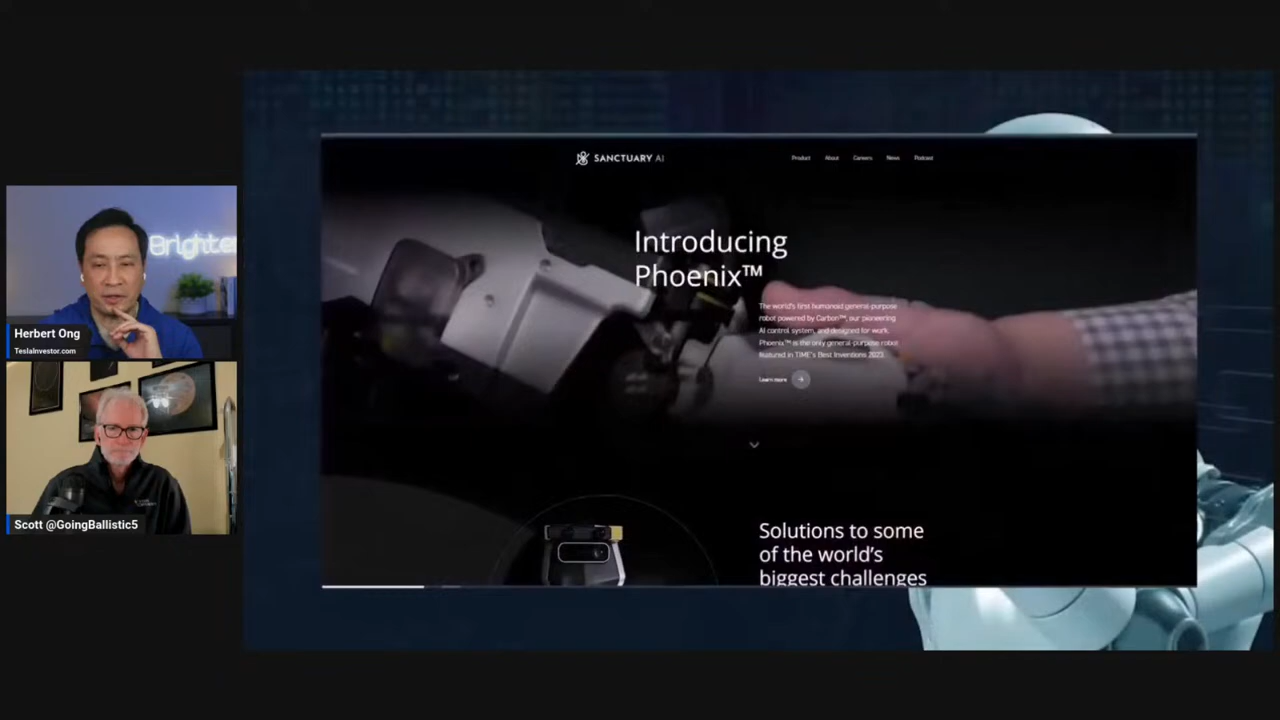 Brighte
Herbert Ong
TeslaInvestor.com
Scott @GoingBallistic5
SANCTUARY AI
Product
About
Careers
News
Podcast
Introducing
Phoenix™
The world's first humanoid general-purpose
robot powered by Carbon™, our pioneering
AI control system, and designed for work.
Phoenix™ is the only general-purpose robot
featured in TIME's Best Inventions 2023.
Learn more
Solutions to some
of the world's
biggest challenges